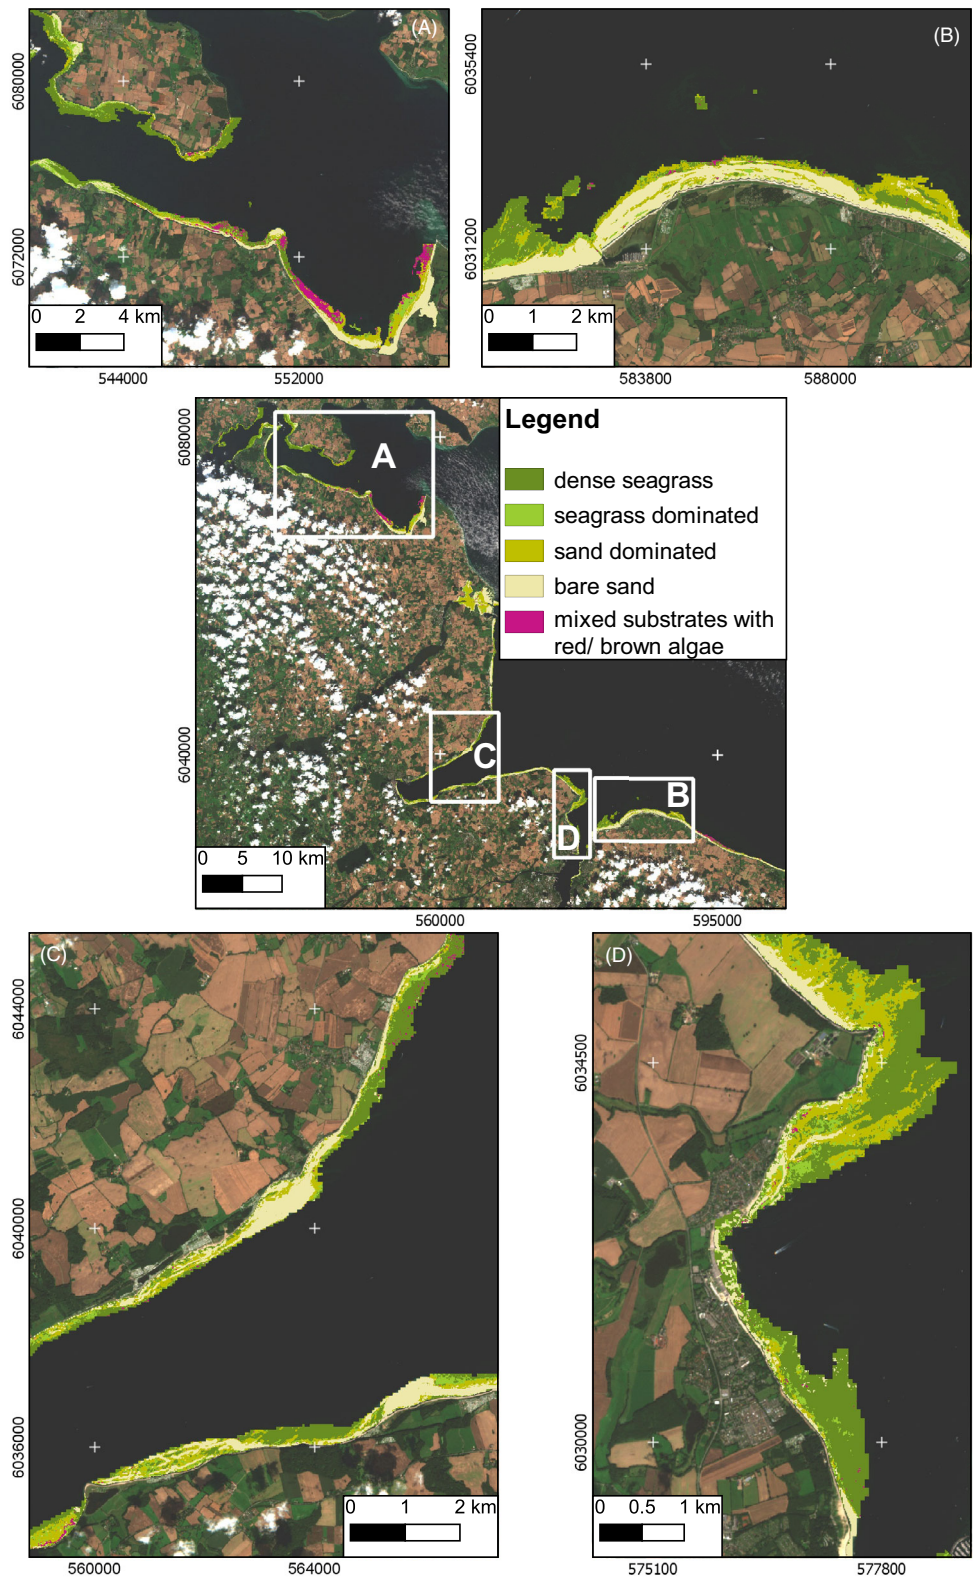 (A)
6080000
6072000
0 2 4 km
544000 552000
(B)
6035400
6031200
0 1 2 km
583800 588000
6080000
6040000
A
B
C
D
Legend
dense seagrass
seagrass dominated
sand dominated
bare sand
mixed substrates with
red/ brown algae
0 5 10 km
560000 595000
(C)
6044000
6040000
6036000
0 1 2 km
560000 564000
(D)
6034500
6030000
0 0.5 1 km
575100 577800